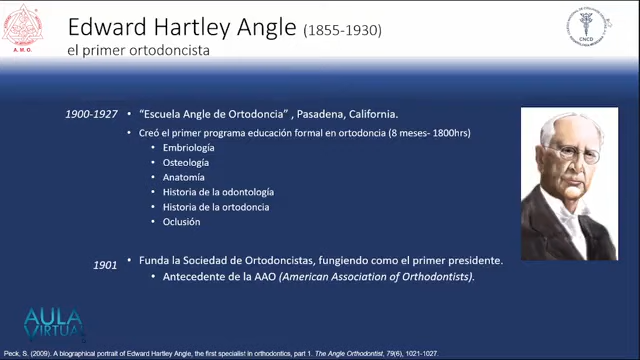 Edward Hartley Angle (1855-1930)
el primer ortodoncista
A. M. O.
CNCD
1900-1927 • “Escuela Angle de Ortodoncia” , Pasadena, California.
• Creó el primer programa educación formal en ortodoncia (8 meses- 1800hrs)
• Embriología
• Osteología
• Anatomía
• Historia de la odontología
• Historia de la ortodoncia
• Oclusión
1901 • Funda la Sociedad de Ortodoncistas, fungiendo como el primer presidente.
• Antecedente de la AAO (American Association of Orthodontists).
AULA
VIRTUAL
Peck, S. (2009). A biographical portrait of Edward Hartley Angle, the first specialist in orthodontics, part 1. The Angle Orthodontist, 79(6), 1021-1027.